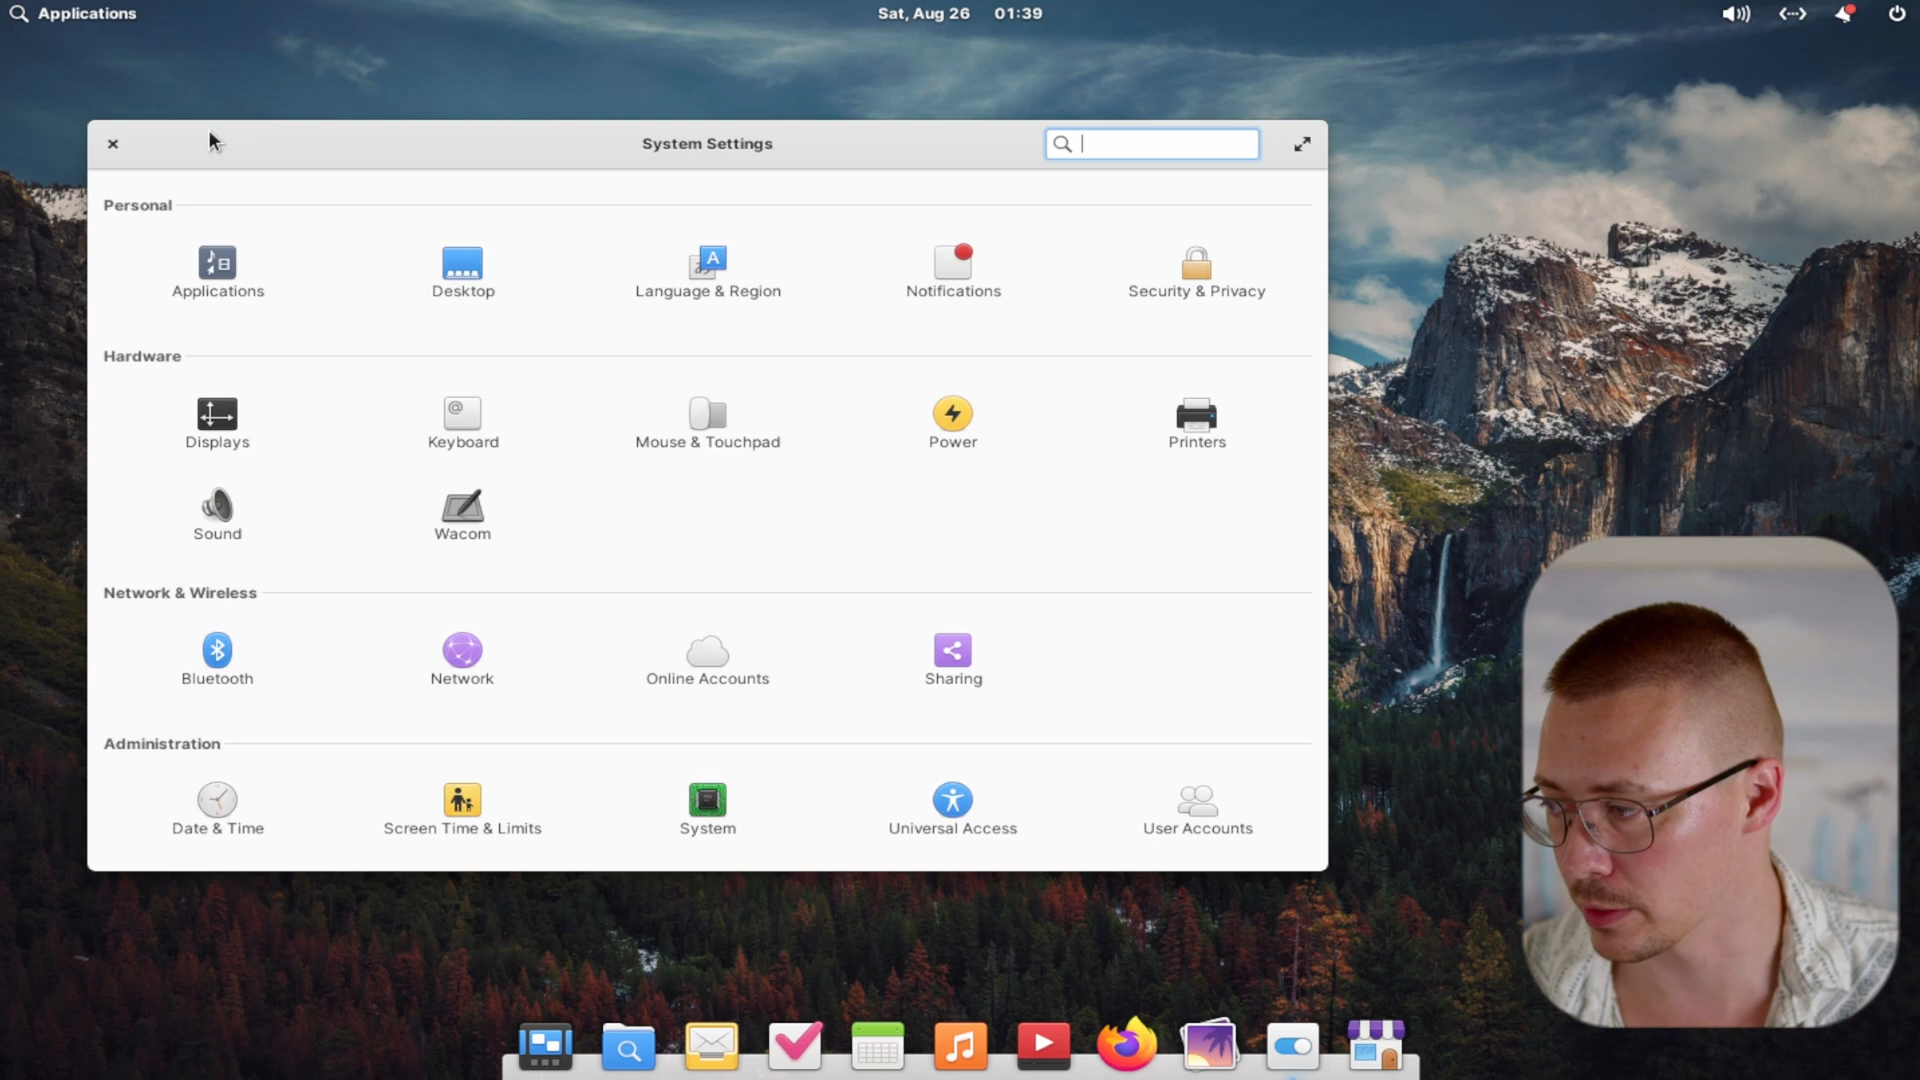 Applications
Sat, Aug 26 01:39
System Settings
Personal
Applications
Desktop
Language & Region
Notifications
Security & Privacy
Hardware
Displays
Keyboard
Mouse & Touchpad
Power
Printers
Sound
Wacom
Network & Wireless
Bluetooth
Network
Online Accounts
Sharing
Administration
Date & Time
Screen Time & Limits
System
Universal Access
User Accounts